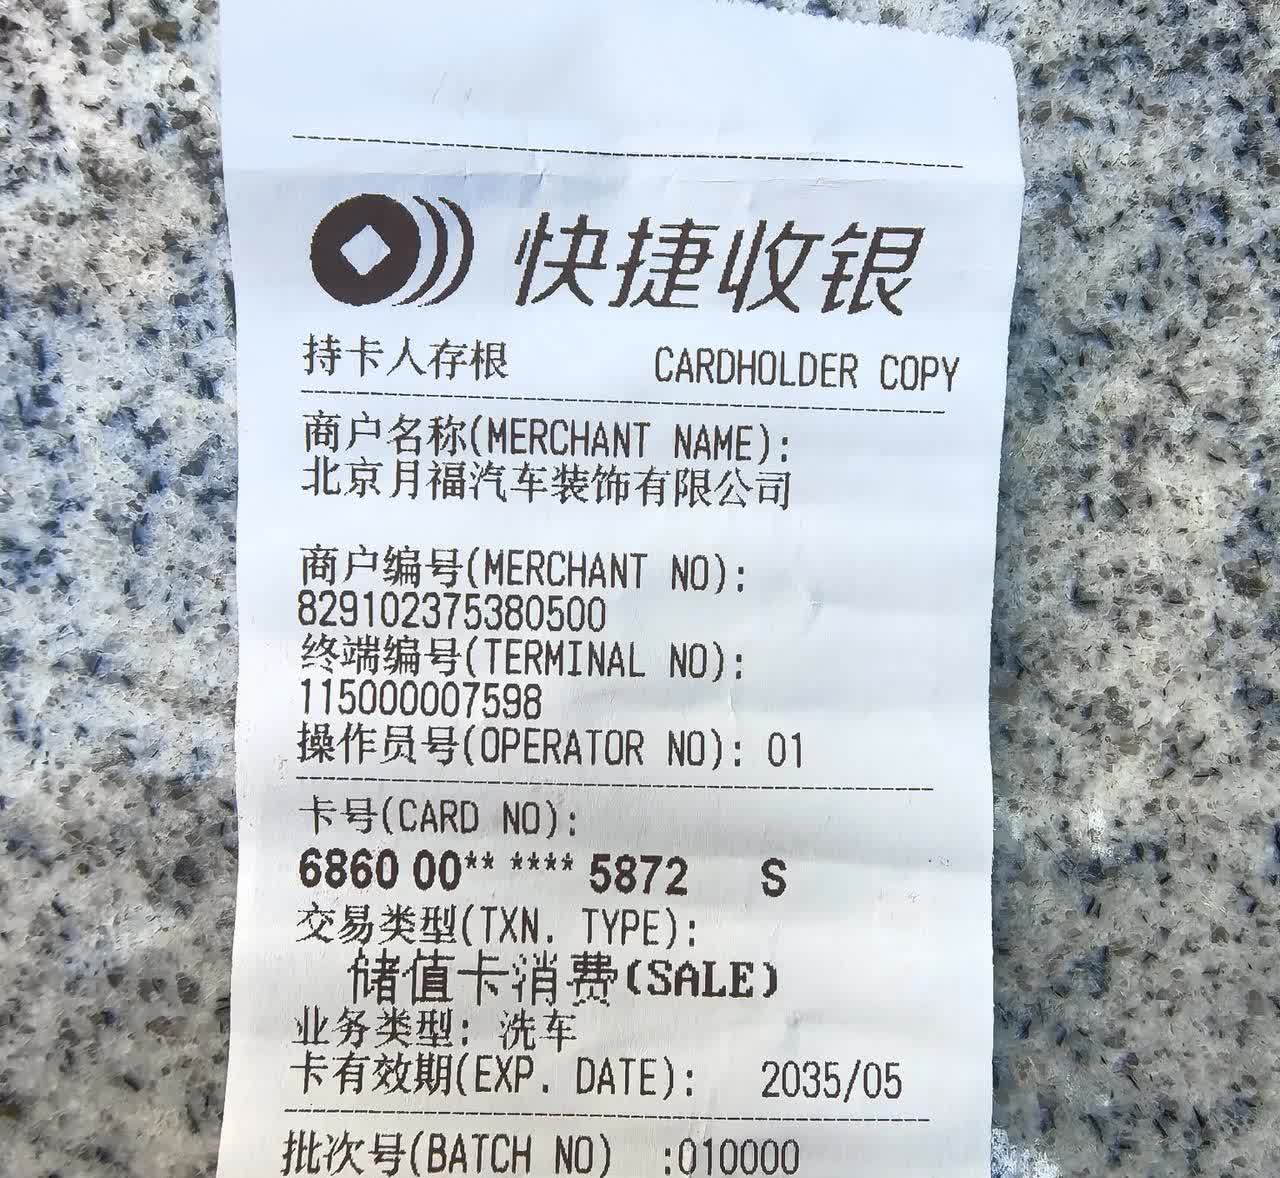 快捷收银
持卡人存根 CARDHOLDER COPY
商户名称(MERCHANT NAME):
北京月福汽车装饰有限公司
商户编号(MERCHANT NO):
829102375380500
终端编号(TERMINAL NO):
115000007598
操作员号(OPERATOR NO): 01
卡号(CARD NO):
6860 00** **** 5872 S
交易类型(TXN. TYPE):
储值卡消费(SALE)
业务类型: 洗车
卡有效期(EXP. DATE): 2035/05
批次号(BATCH NO) :010000